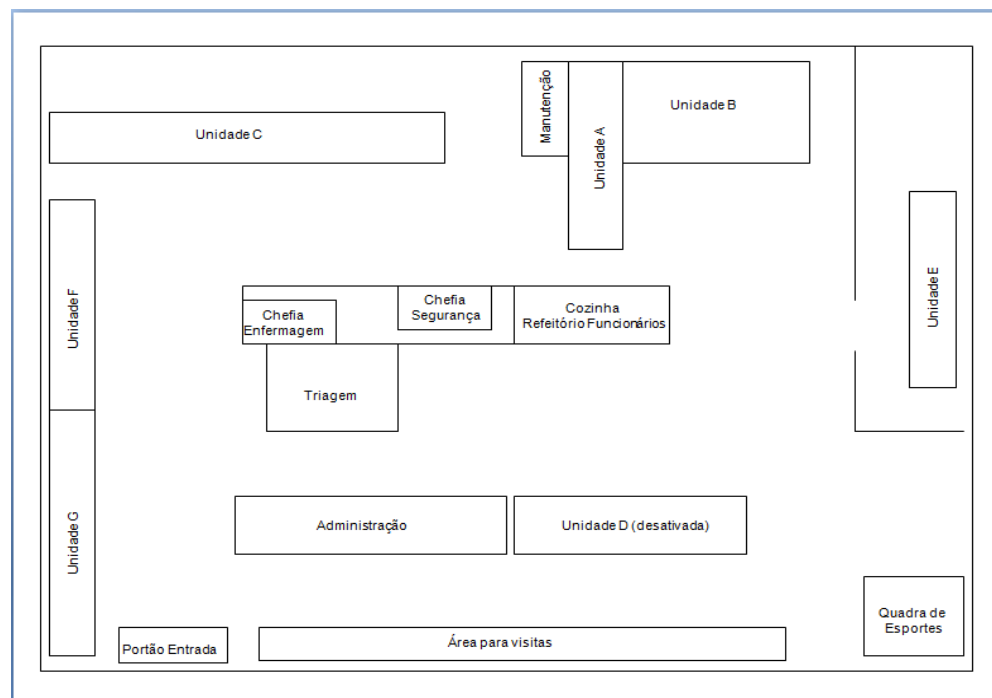 Manutenção
Unidade A
Unidade B
Unidade C
Unidade F
Unidade E
Chefia
Enfermagem
Chefia
Segurança
Cozinha
Refeitório Funcionários
Triagem
Unidade G
Administração
Unidade D (desativada)
Quadra de
Esportes
Portão Entrada
Área para visitas